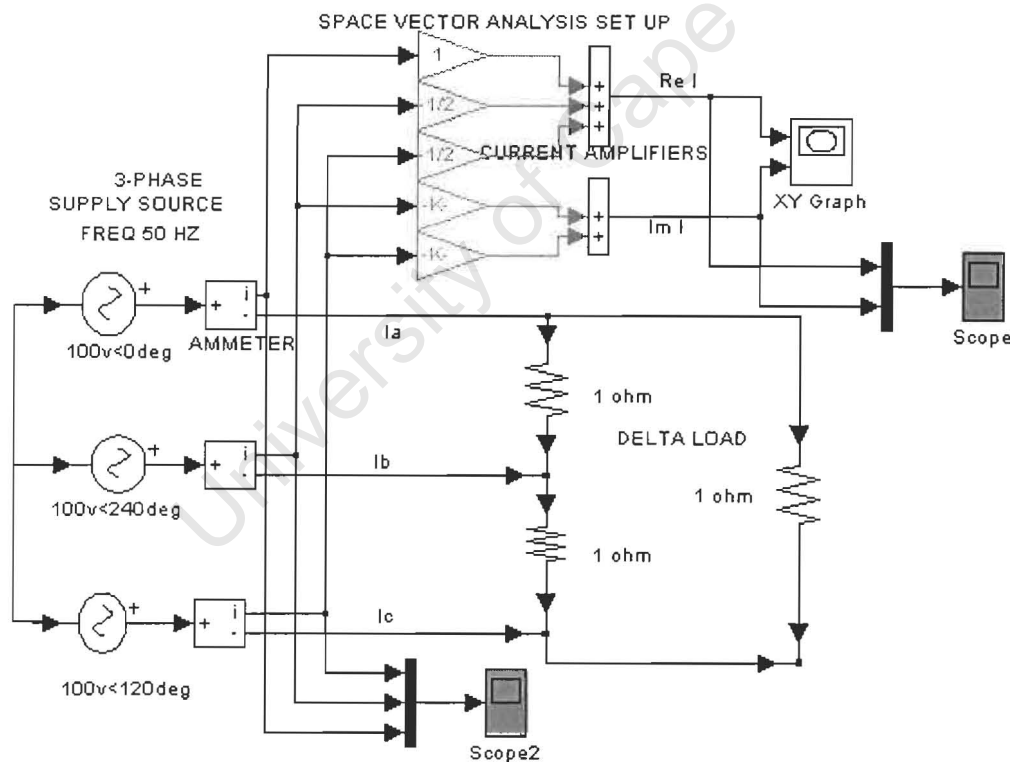 SPACE VECTOR ANALYSIS SET UP
1
-1/2
-1/2
-K-
-K-
+
+
+
+
+
Re I
CURRENT AMPLIFIERS
Im I
XY Graph
Scope
3-PHASE
SUPPLY SOURCE
FREQ 50 HZ
+
+
i
-
100v<0deg
AMMETER
Ia
1 ohm
DELTA LOAD
+
+
i
-
100v<240deg
Ib
1 ohm
1 ohm
+
+
i
-
100v<120deg
Ic
Scope2
University of Cape